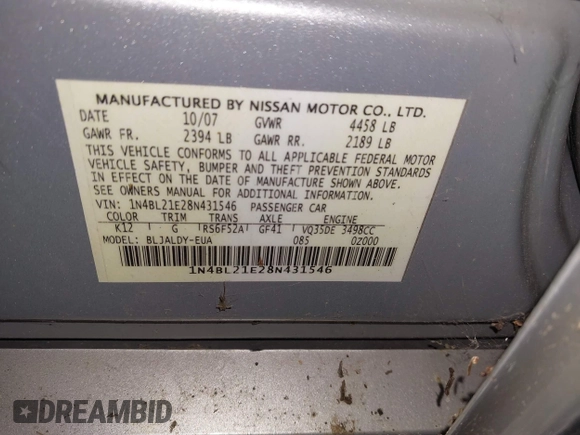 MANUFACTURED BY NISSAN MOTOR CO., LTD.
DATE 10/07 GVWR 4458 LB
GAWR FR. 2394 LB GAWR RR. 2189 LB
THIS VEHICLE CONFORMS TO ALL APPLICABLE FEDERAL MOTOR
VEHICLE SAFETY, BUMPER AND THEFT PREVENTION STANDARDS
IN EFFECT ON THE DATE OF MANUFACTURE SHOWN ABOVE.
SEE OWNERS MANUAL FOR ADDITIONAL INFORMATION.
VIN: 1N4BL21E28N431546 PASSENGER CAR
COLOR TRIM TRANS AXLE ENGINE
K12 G RS6F52A GF41 VQ35DE 3498CC
MODEL: BLJALDY-EUA 085 0Z000
1N4BL21E28N431546
DREAMBID